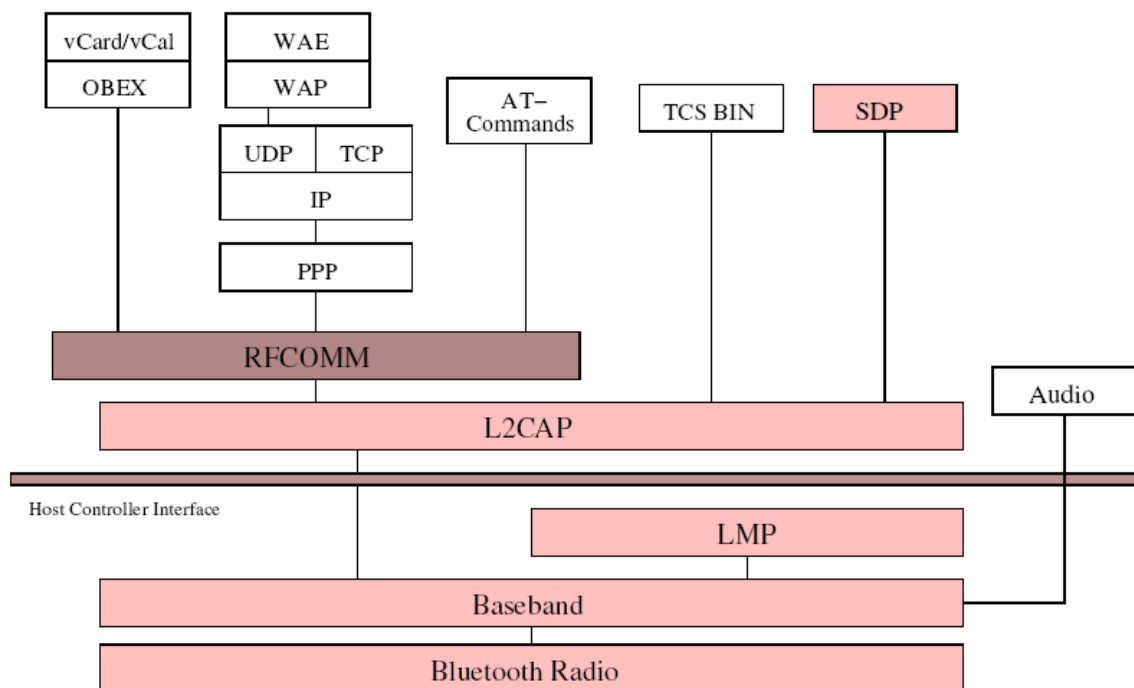 vCard/vCal
OBEX
WAE
WAP
UDP
TCP
IP
PPP
AT–
Commands
TCS BIN
SDP
RFCOMM
Audio
L2CAP
Host Controller Interface
LMP
Baseband
Bluetooth Radio